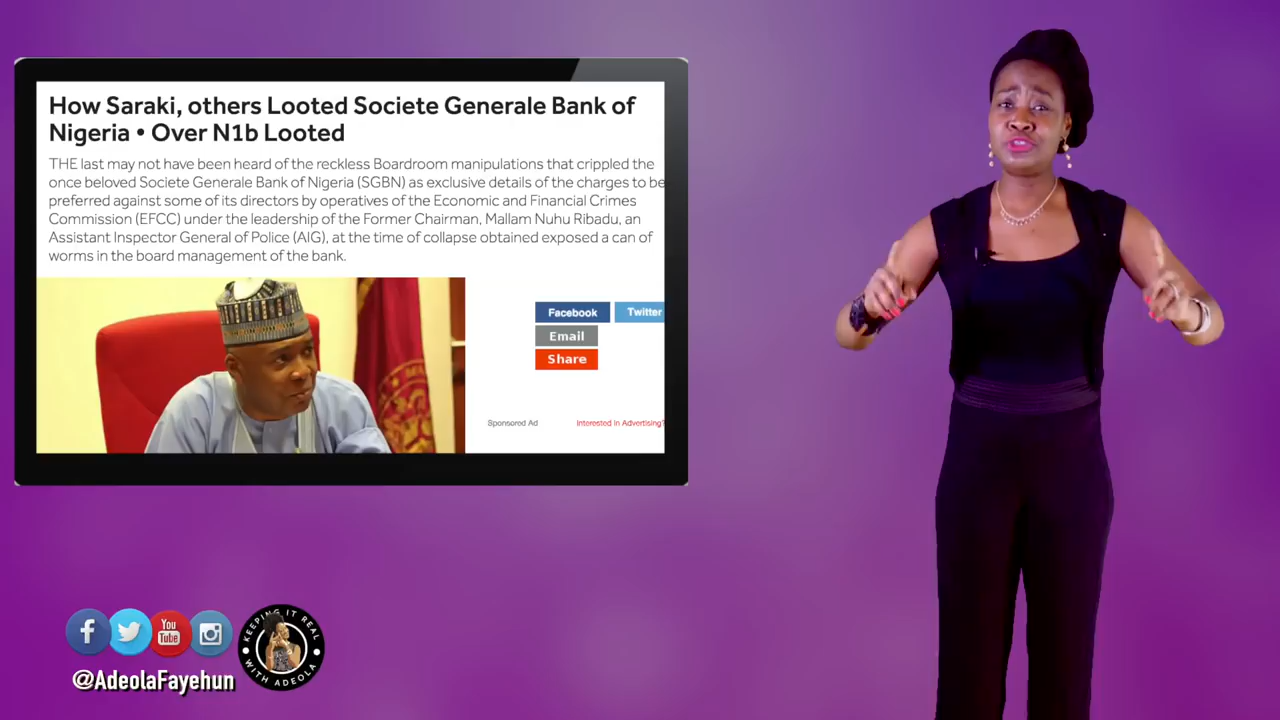 How Saraki, others Looted Societe Generale Bank of
Nigeria • Over N1b Looted
THE last may not have been heard of the reckless Boardroom manipulations that crippled the
once beloved Societe Generale Bank of Nigeria (SGBN) as exclusive details of the charges to be
preferred against some of its directors by operatives of the Economic and Financial Crimes
Commission (EFCC) under the leadership of the Former Chairman, Mallam Nuhu Ribadu, an
Assistant Inspector General of Police (AIG), at the time of collapse obtained exposed a can of
worms in the board management of the bank.
Facebook
Twitter
Email
Share
Sponsored Ad
Interested in Advertising?
You
Tube
KEEPING IT REAL
WITH ADEOLA
@AdeolaFayehun